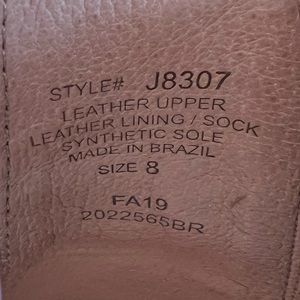 STYLE# J8307
LEATHER UPPER
LEATHER LINING / SOCK
SYNTHETIC SOLE
MADE IN BRAZIL
SIZE 8
FA19
2022565BR